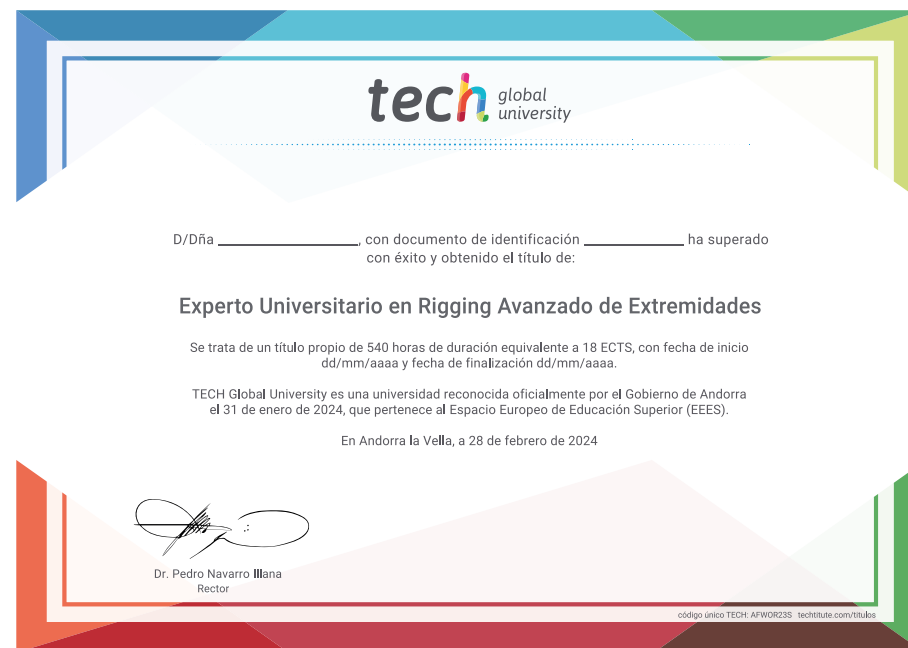 tech global university
D/Dña ____________, con documento de identificación ____________ ha superado
con éxito y obtenido el título de:
Experto Universitario en Rigging Avanzado de Extremidades
Se trata de un título propio de 540 horas de duración equivalente a 18 ECTS, con fecha de inicio
dd/mm/aaaa y fecha de finalización dd/mm/aaaa.
TECH Global University es una universidad reconocida oficialmente por el Gobierno de Andorra
el 31 de enero de 2024, que pertenece al Espacio Europeo de Educación Superior (EEES).
En Andorra la Vella, a 28 de febrero de 2024
Dr. Pedro Navarro Illana
Rector
código único TECH: AFWOR23S techtitute.com/titulos